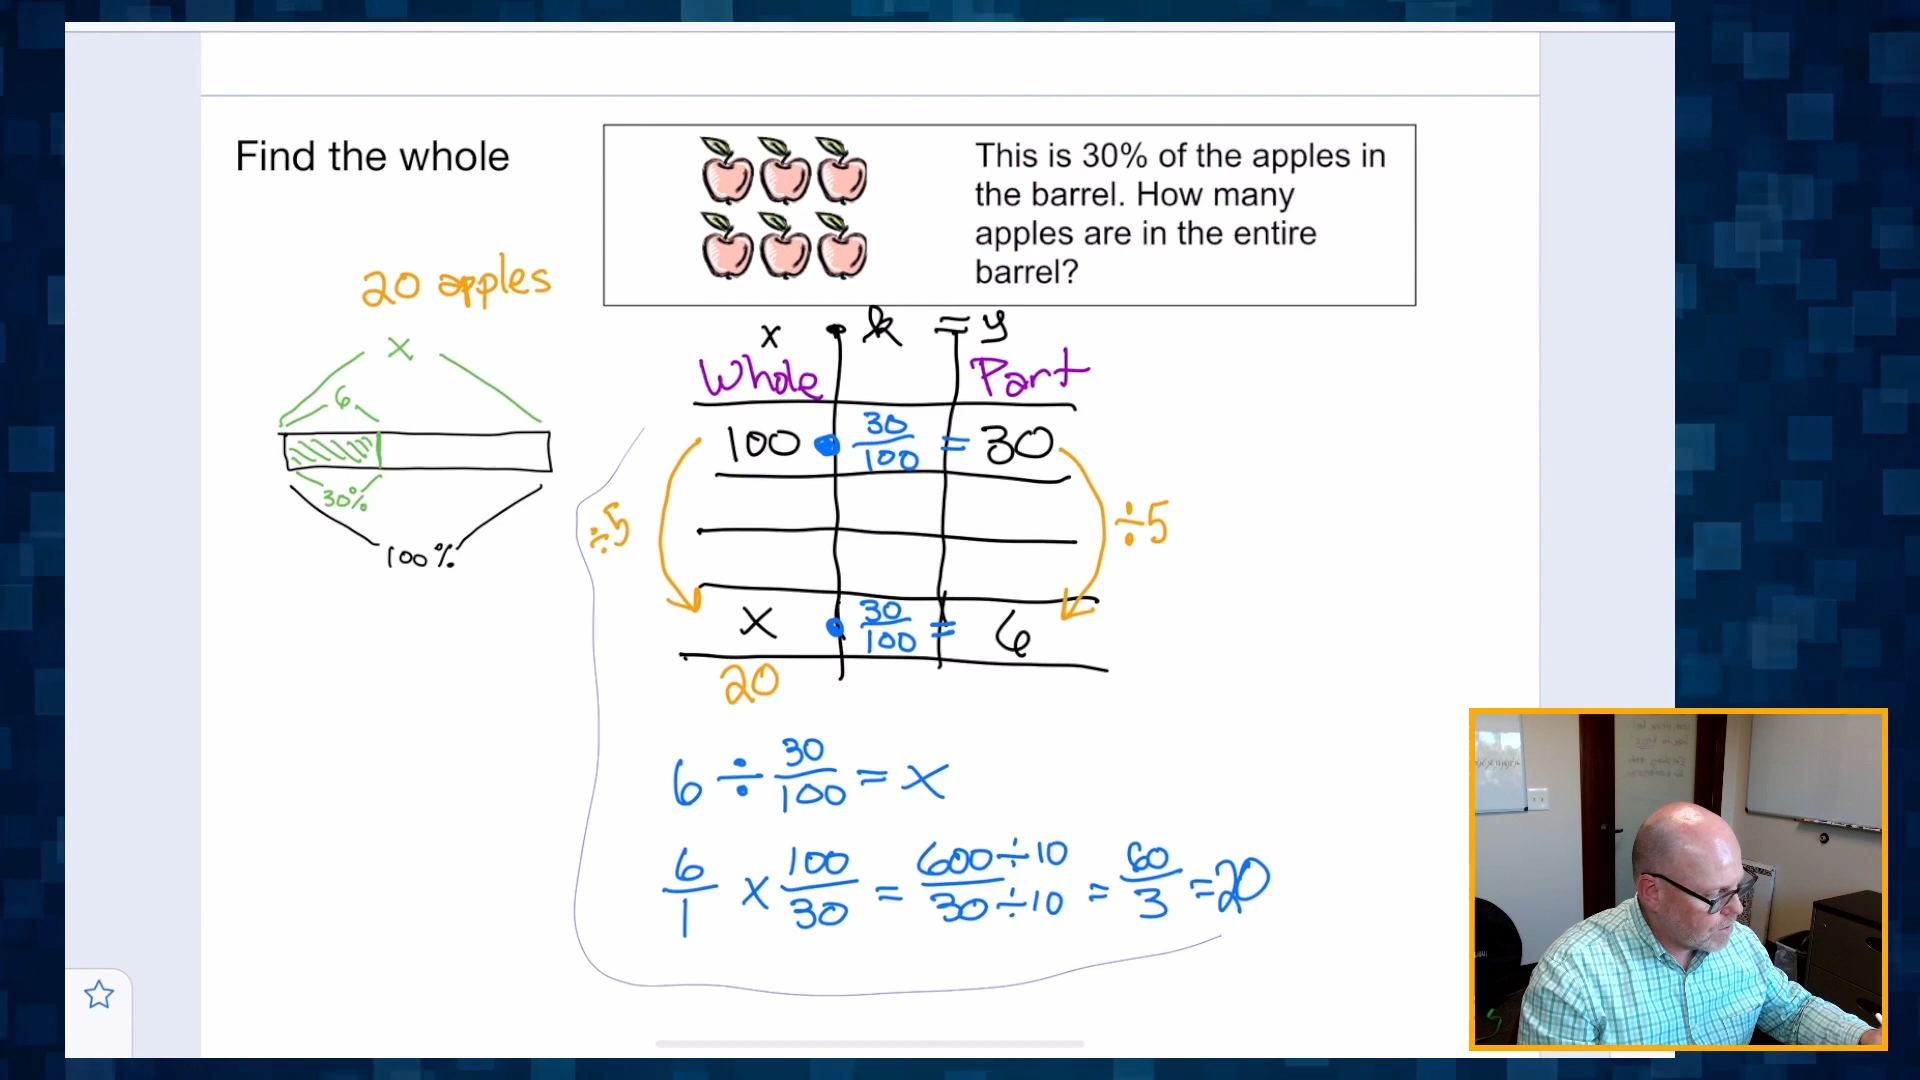 Find the whole
This is 30% of the apples in
the barrel. How many
apples are in the entire
barrel?
20 apples
x
6
30%
100%
x • k = y
Whole Part
100 • 30/100 = 30
÷5 ÷5
x • 30/100 = 6
20
6 ÷ 30/100 = x
6/1 x 100/30 = 600÷10/30÷10 = 60/3 = 20